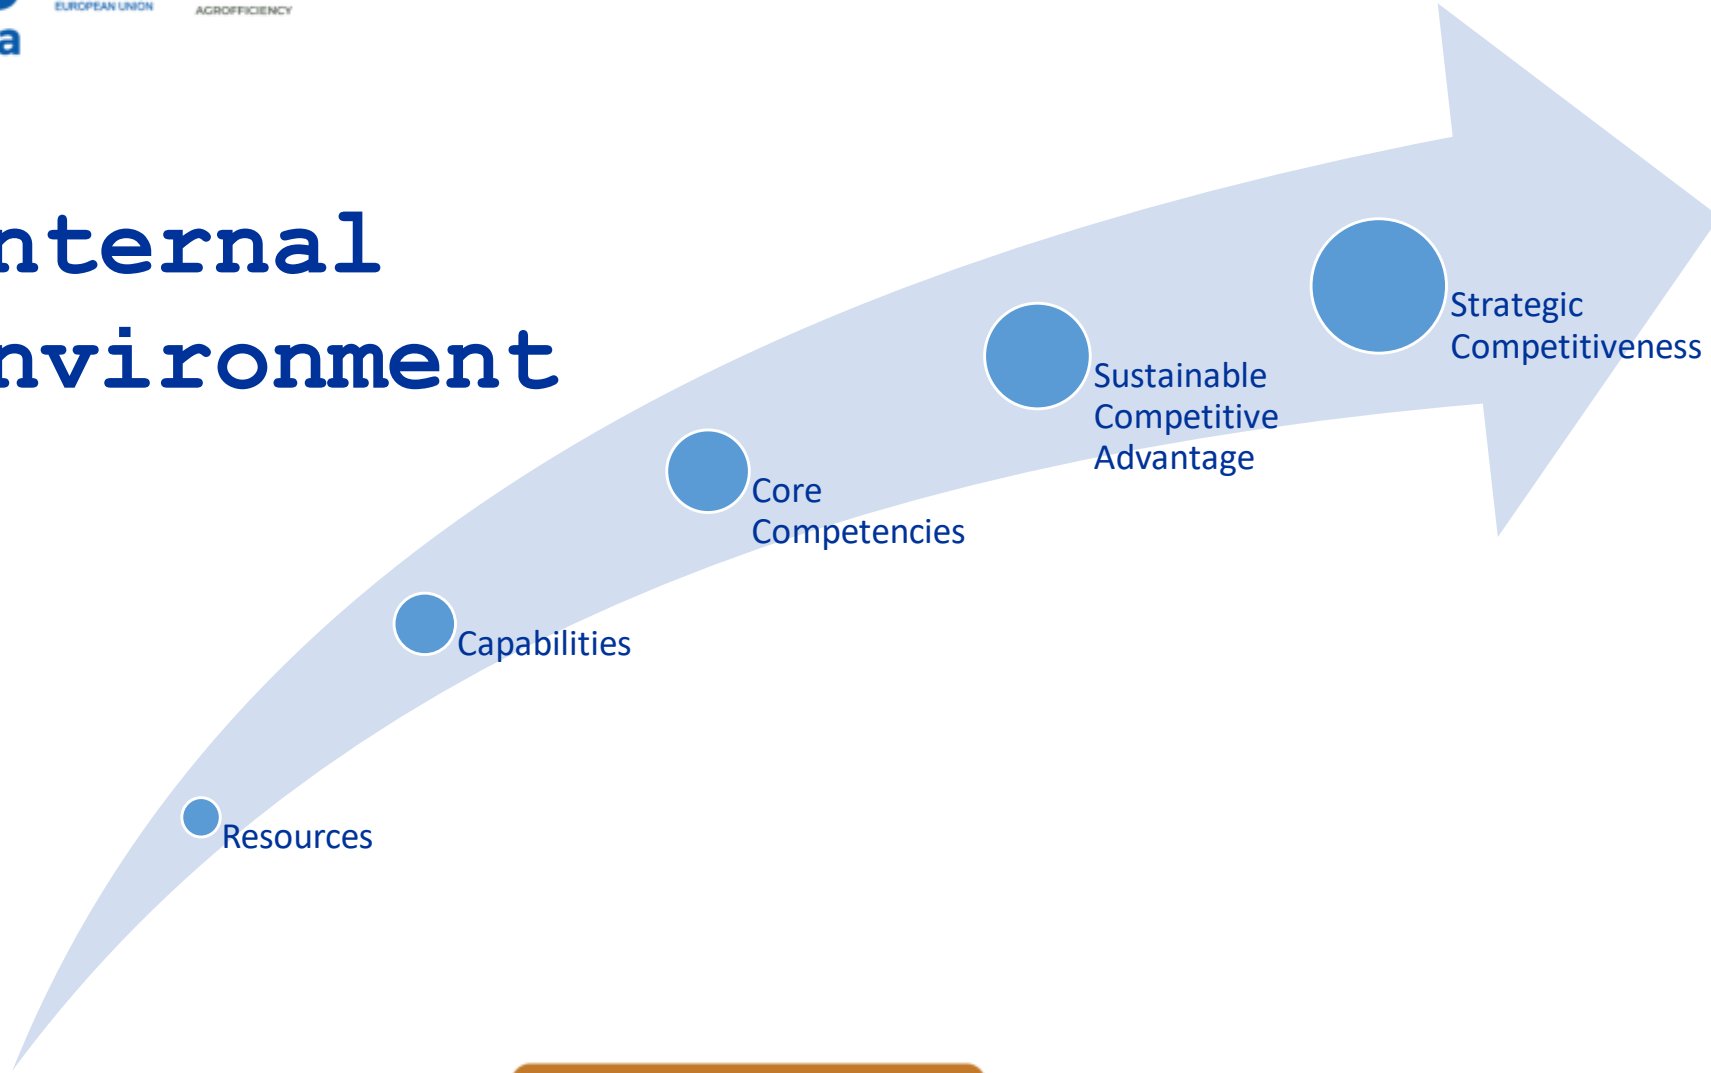 EUROPEAN UNION
AGROFFICIENCY
a
nternal
nvironment
Strategic
Competitiveness
Sustainable
Competitive
Advantage
Core
Competencies
Capabilities
Resources